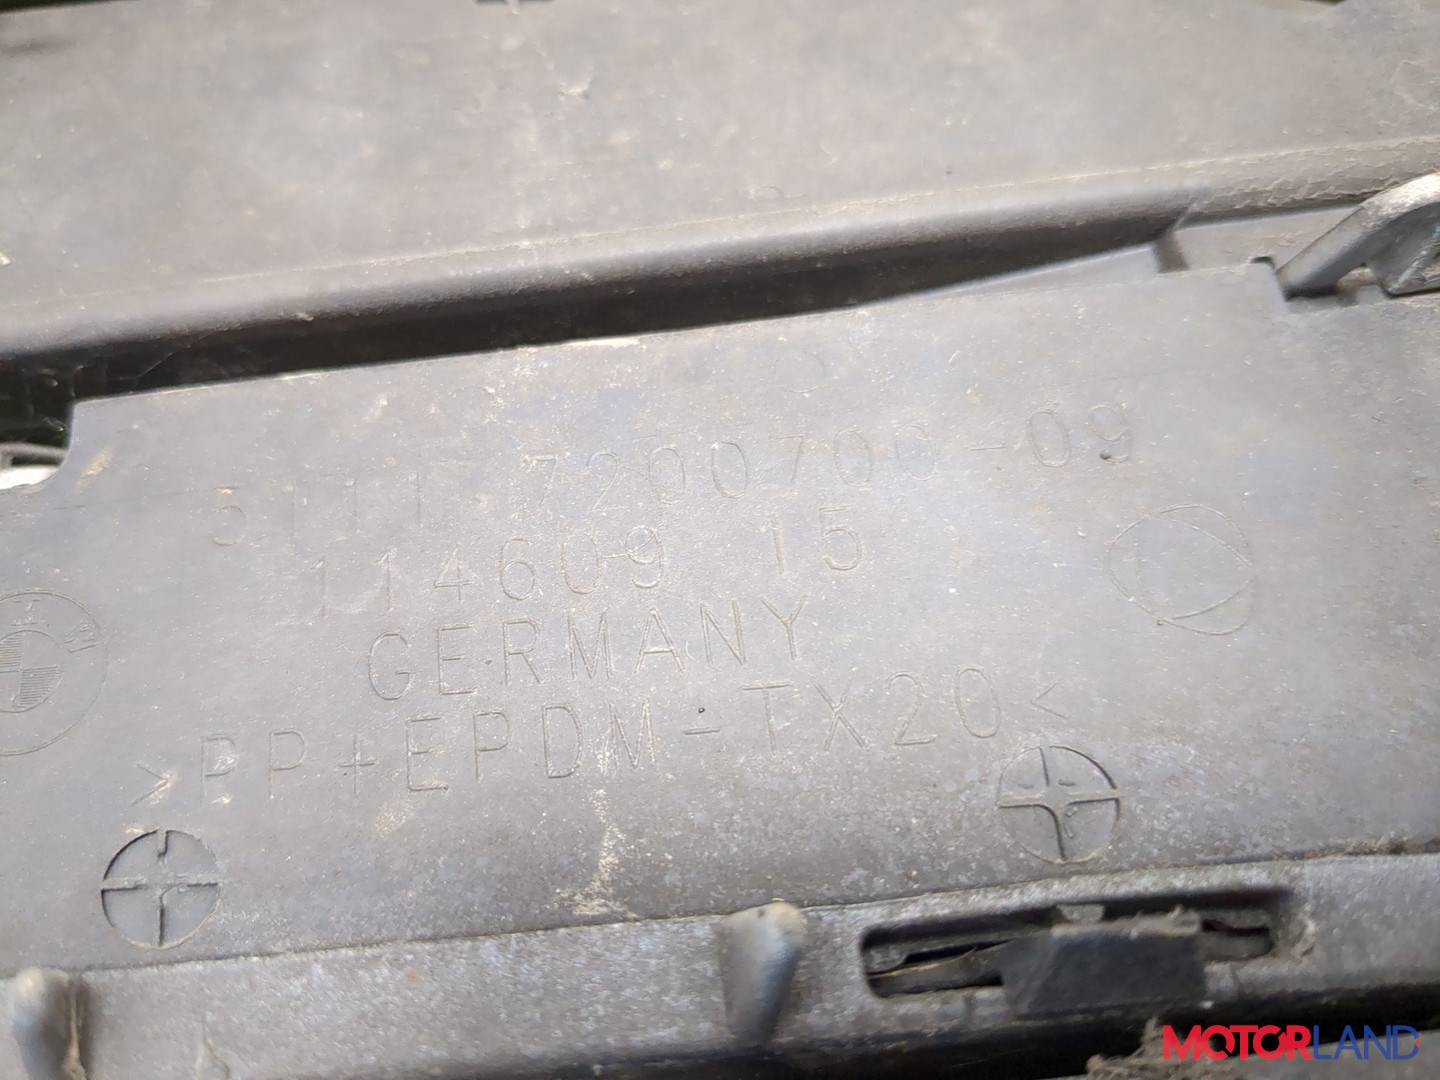 5111 7200700-09
114609 15
GERMANY
>PP+EPDM-TX20<
MOTORLAND